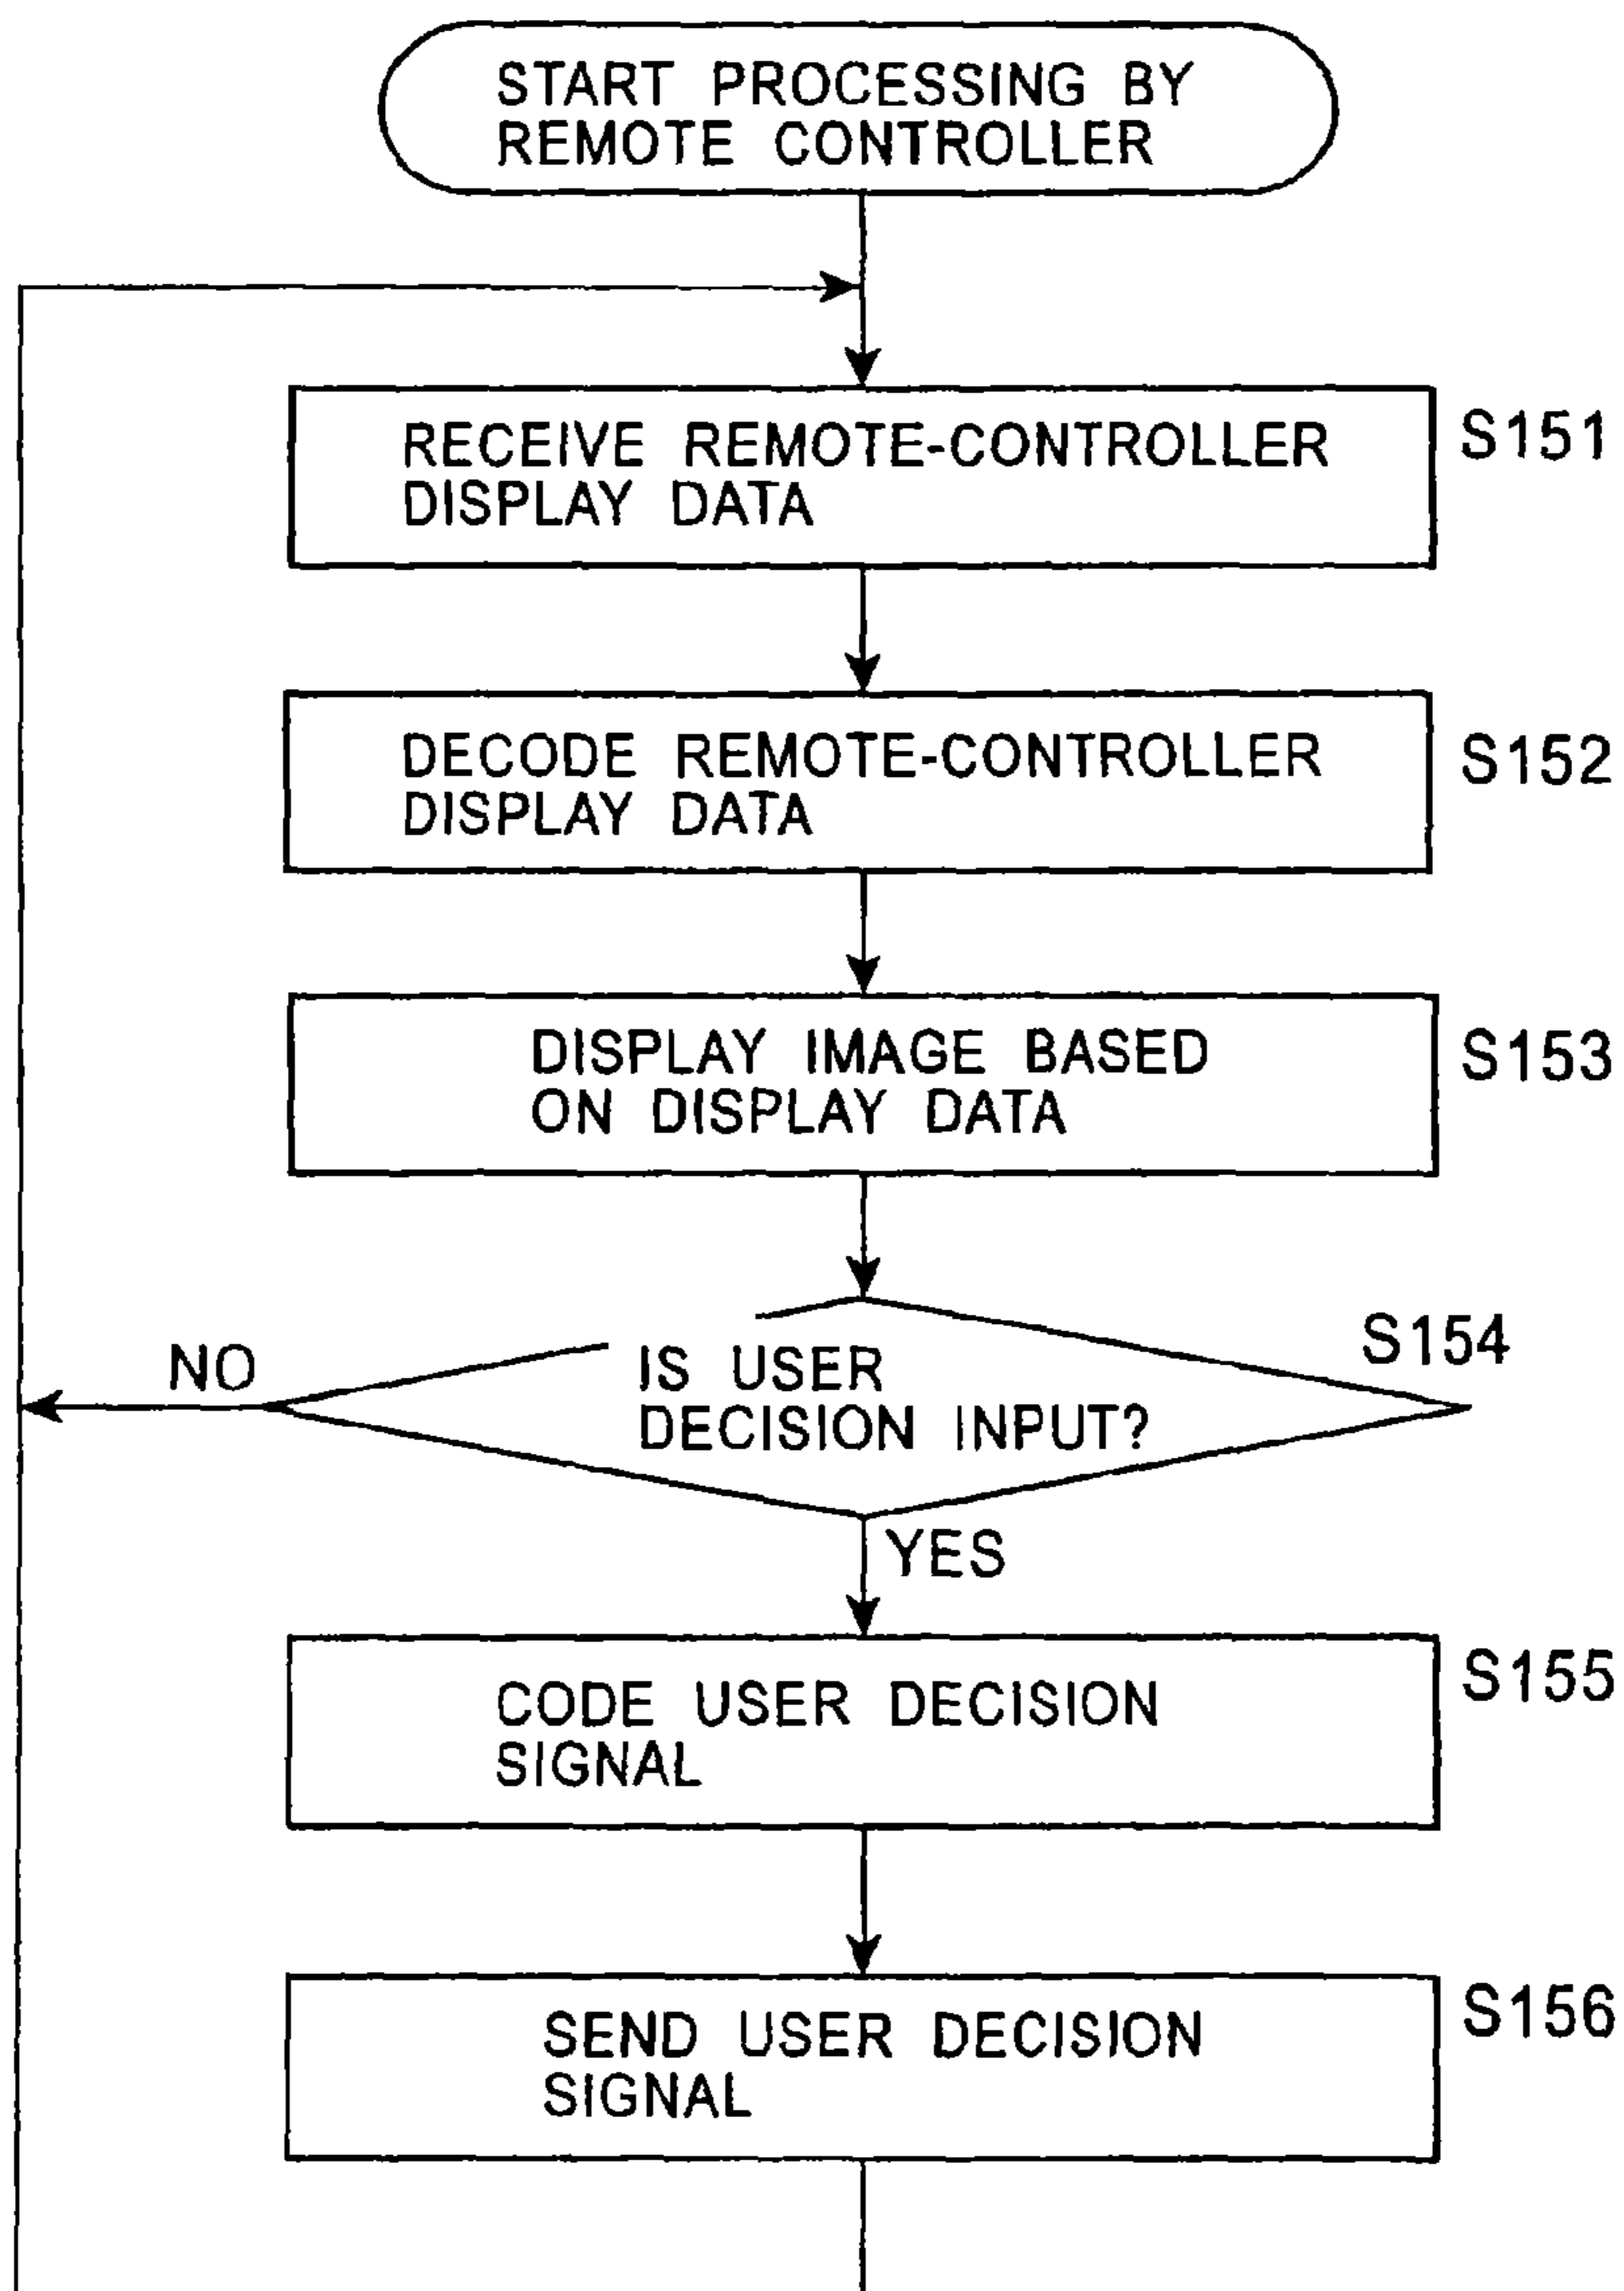 START PROCESSING BY
REMOTE CONTROLLER
RECEIVE REMOTE-CONTROLLER
DISPLAY DATA
S151
DECODE REMOTE-CONTROLLER
DISPLAY DATA
S152
DISPLAY IMAGE BASED
ON DISPLAY DATA
S153
S154
NO
IS USER
DECISION INPUT?
YES
CODE USER DECISION
SIGNAL
S155
SEND USER DECISION
SIGNAL
S156